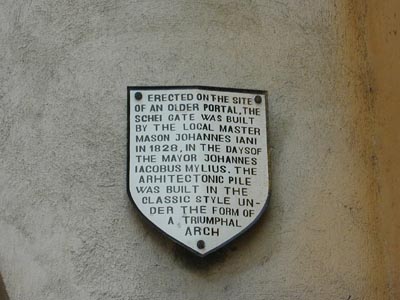 ERECTED ON THE SITE
OF AN OLDER PORTAL, THE
SCHEI GATE WAS BUILT
BY THE LOCAL MASTER
MASON JOHANNES IANI
IN 1828, IN THE DAYS OF
THE MAYOR JOHANNES
IACOBUS MYLIUS. THE
ARHITECTONIC PILE
WAS BUILT IN THE
CLASSIC STYLE UN-
DER THE FORM OF
A TRIUMPHAL
ARCH